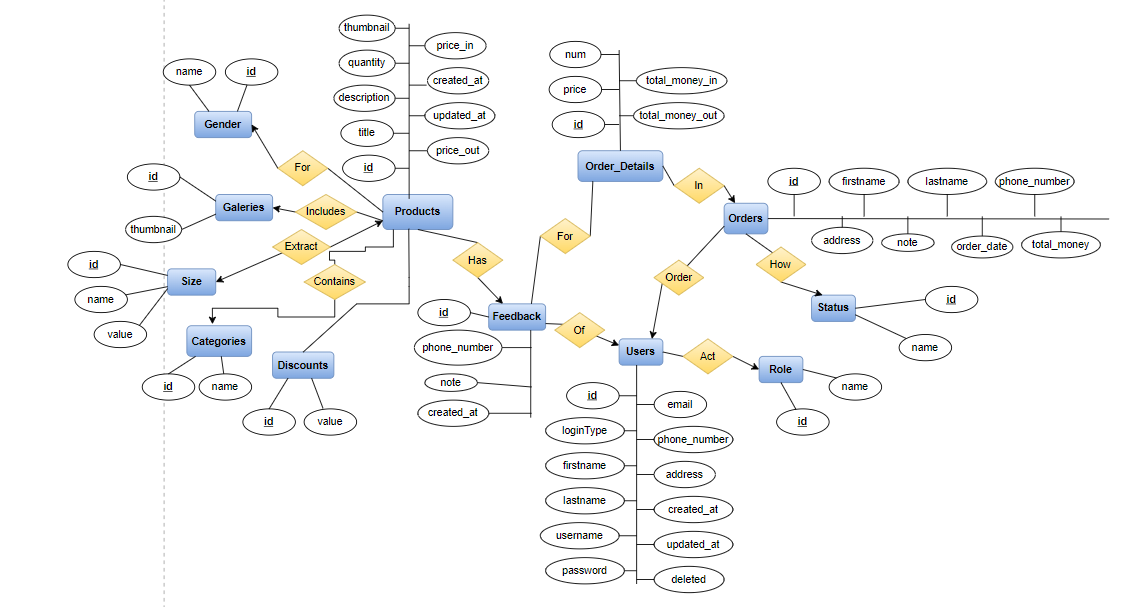 thumbnail
price_in
quantity
created_at
description
updated_at
title
price_out
id
name
id
Gender
For
id
Galeries
thumbnail
Includes
Products
Extract
id
Size
name
value
Contains
Categories
id
name
Discounts
id
value
Has
Feedback
id
phone_number
note
created_at
num
total_money_in
price
total_money_out
id
Order_Details
For
In
Orders
id
firstname
lastname
phone_number
address
note
order_date
total_money
Order
How
Status
id
name
Of
Users
Act
Role
name
id
id
email
loginType
phone_number
firstname
address
lastname
created_at
username
updated_at
password
deleted